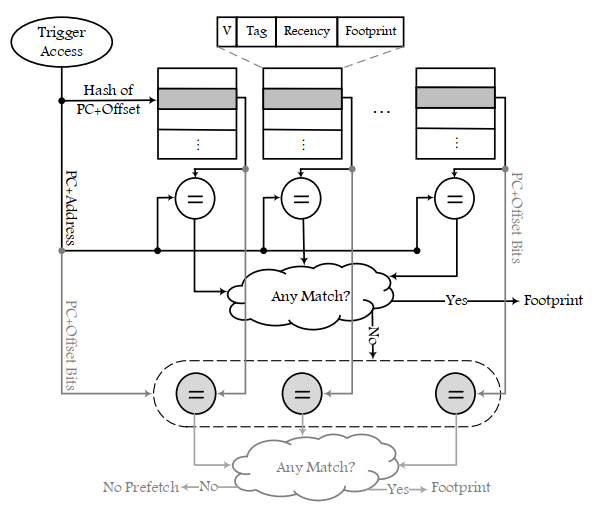 Trigger
Access
V Tag Recency Footprint
Hash of
PC+Offset
...
...
...
...
PC+Address
PC+Offset Bits
=
=
=
Any Match?
Yes
Footprint
No
PC+Offset Bits
=
=
=
Any Match?
No Prefetch
No
Yes
Footprint